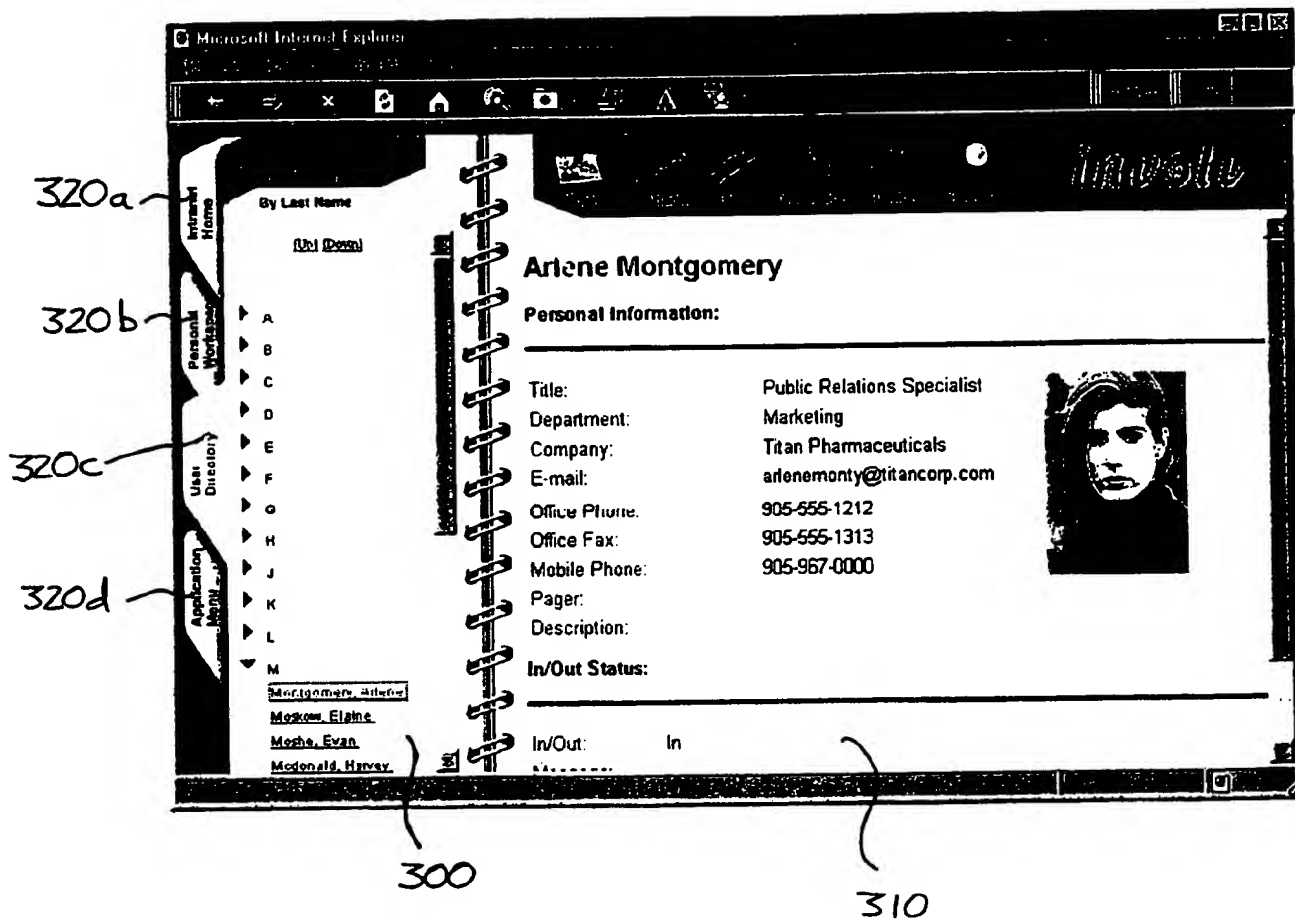 Microsoft Internet Explorer
involv
320a
Intranet Home
By Last Name
[Up] [Down]
Arlene Montgomery
Personal Information:
320b
Personal Workspace
A
B
C
D
E
F
G
H
J
K
L
M
Title: Public Relations Specialist
Department: Marketing
Company: Titan Pharmaceuticals
E-mail: arlenemonty@titancorp.com
Office Phone: 905-555-1212
Office Fax: 905-555-1313
Mobile Phone: 905-967-0000
Pager:
Description:
320c
User Directory
320d
Application Menu
Montgomery, Arlene
Moskow, Elaine
Moshe, Evan
Mcdonald, Harvey
In/Out Status:
In/Out: In
Message:
300
310